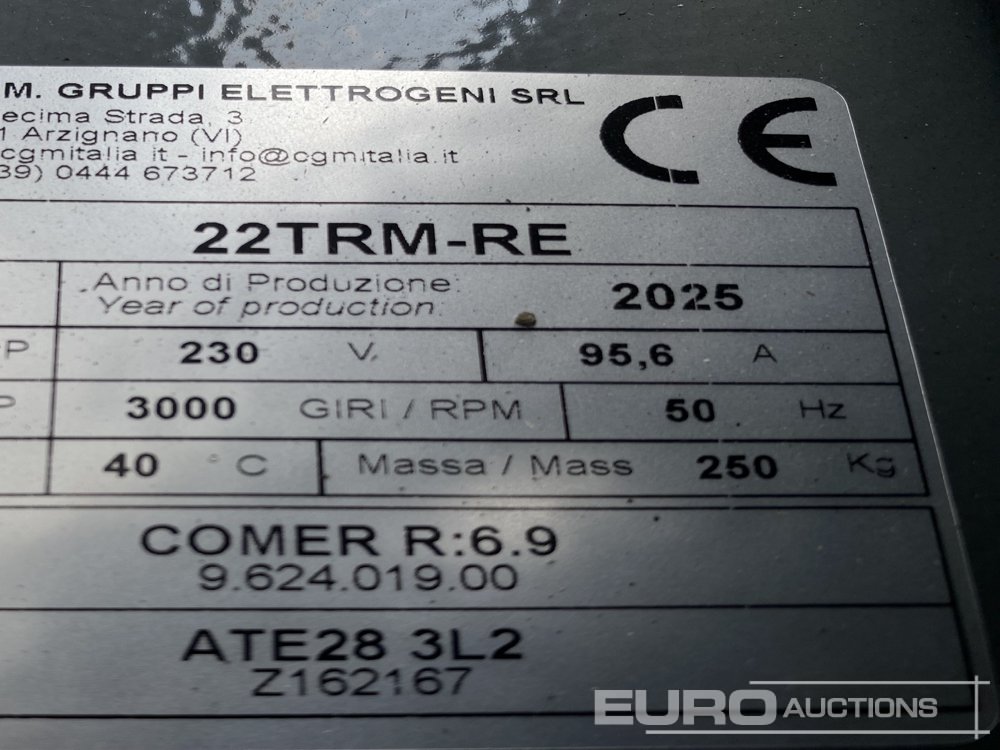 M. GRUPPI ELETTROGENI SRL
ecima Strada, 3
1 Arzignano (VI)
cgmitalia.it - info@cgmitalia.it
39) 0444 673712
CE
22TRM-RE
Anno di Produzione:
Year of production:
2025
P 230 V. 95,6 A
P 3000 GIRI / RPM 50 Hz
40 °C Massa / Mass 250 Kg
COMER R:6.9
9.624.019.00
ATE28 3L2
Z162167
EURO AUCTIONS